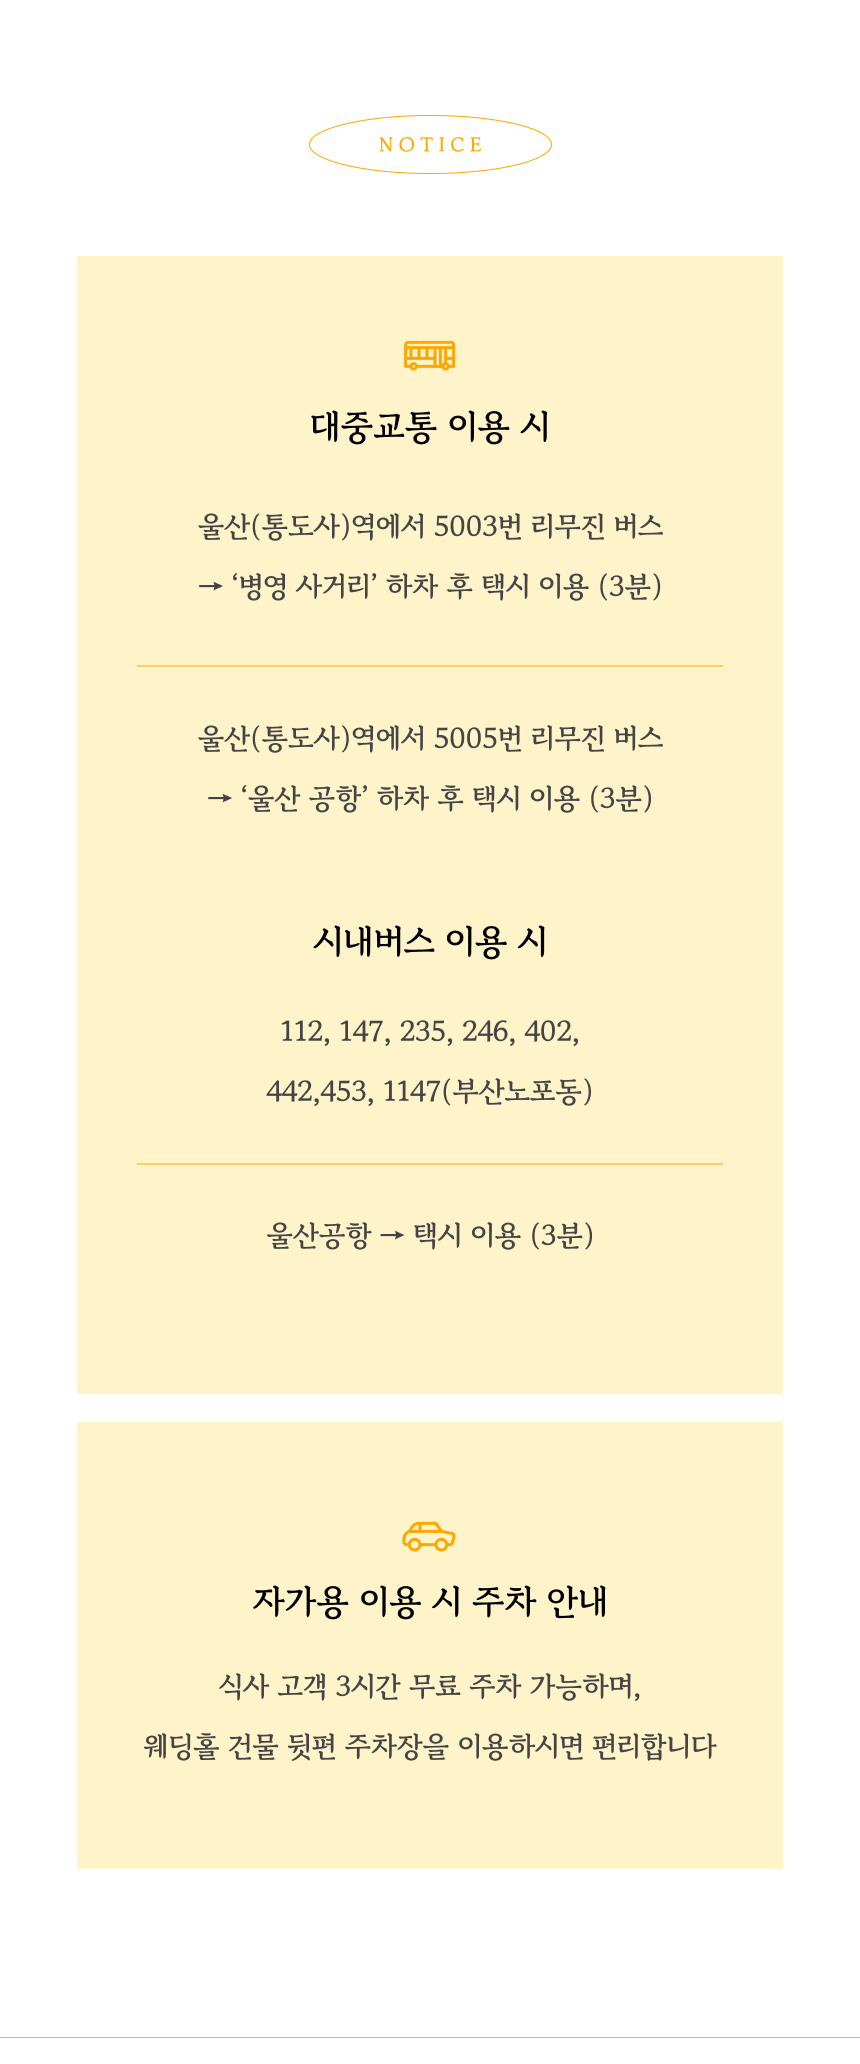 NOTICE
대중교통 이용 시
울산(통도사)역에서 5003번 리무진 버스
→ ‘병영 사거리’ 하차 후 택시 이용 (3분)
울산(통도사)역에서 5005번 리무진 버스
→ ‘울산 공항’ 하차 후 택시 이용 (3분)
시내버스 이용 시
112, 147, 235, 246, 402,
442,453, 1147(부산노포동)
울산공항 → 택시 이용 (3분)
자가용 이용 시 주차 안내
식사 고객 3시간 무료 주차 가능하며,
웨딩홀 건물 뒷편 주차장을 이용하시면 편리합니다